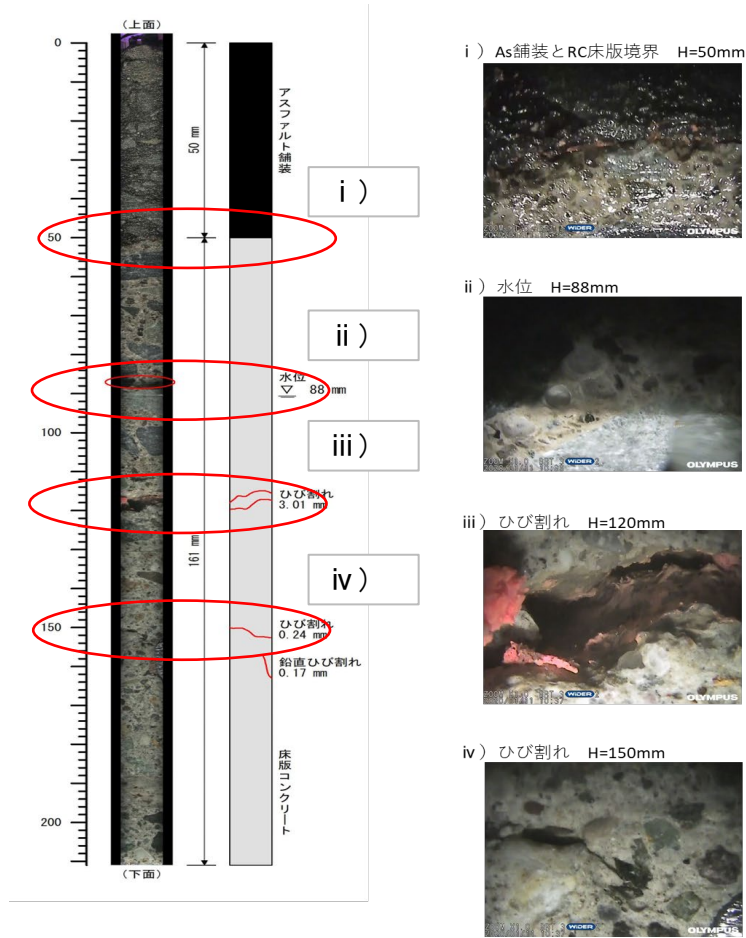 (上面)
0
50
100
150
200
(下面)
50 mm
161 mm
アスファルト舗装
水位
▽ 88 mm
ひび割れ
3.01 mm
ひび割れ
0.24 mm
鉛直ひび割れ
0.17 mm
床版コンクリート
ⅰ）
ⅱ）
ⅲ）
ⅳ）
ⅰ）As舗装とRC床版境界 H=50mm
WiDER
OLYMPUS
ⅱ）水位 H=88mm
WiDER
OLYMPUS
ⅲ）ひび割れ H=120mm
WiDER
OLYMPUS
ⅳ）ひび割れ H=150mm
WiDER
OLYMPUS